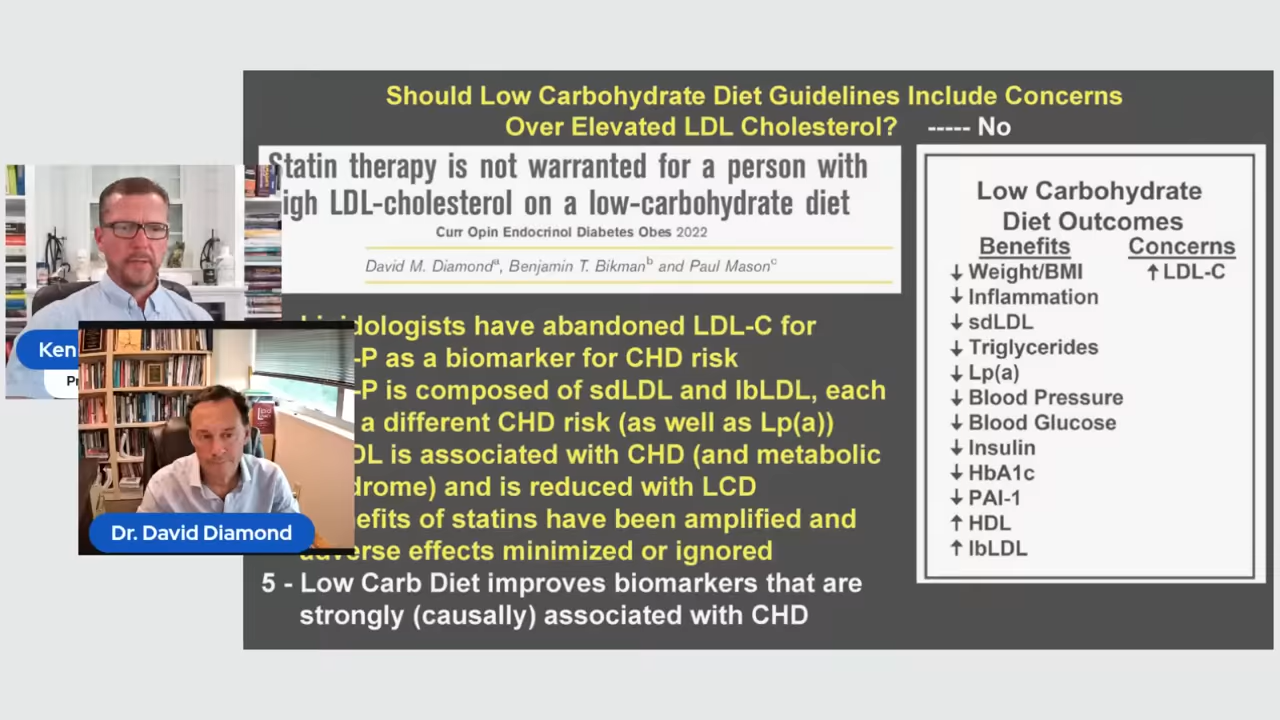 Should Low Carbohydrate Diet Guidelines Include Concerns
Over Elevated LDL Cholesterol? ----- No
Statin therapy is not warranted for a person with
igh LDL-cholesterol on a low-carbohydrate diet
Curr Opin Endocrinol Diabetes Obes 2022
David M. Diamondᵃ, Benjamin T. Bikmanᵇ and Paul Masonᶜ
idologists have abandoned LDL-C for
-P as a biomarker for CHD risk
-P is composed of sdLDL and lbLDL, each
a different CHD risk (as well as Lp(a))
DL is associated with CHD (and metabolic
drome) and is reduced with LCD
efits of statins have been amplified and
adverse effects minimized or ignored
5 - Low Carb Diet improves biomarkers that are
strongly (causally) associated with CHD
Low Carbohydrate
Diet Outcomes
Benefits Concerns
↓ Weight/BMI ↑ LDL-C
↓ Inflammation
↓ sdLDL
↓ Triglycerides
↓ Lp(a)
↓ Blood Pressure
↓ Blood Glucose
↓ Insulin
↓ HbA1c
↓ PAI-1
↑ HDL
↑ lbLDL
Ken
Pr
Dr. David Diamond